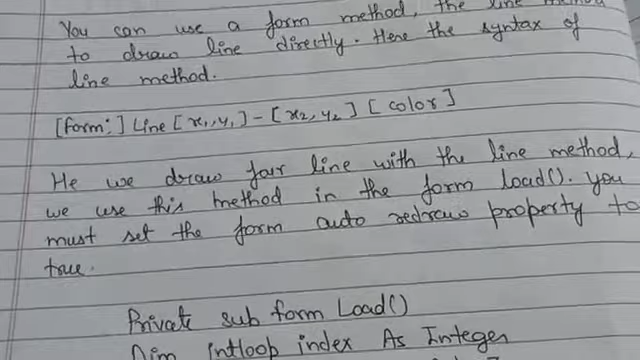 You can use a form method, the line method
to draw line directly. Here the syntax of
line method.
[form:] Line [x1, y1] - [x2, y2] [color]
He we draw fair line with the line method,
we use this method in the form Load(). You
must set the form auto redraw property to
true.
Private sub form Load()
Dim intloop index As Integer